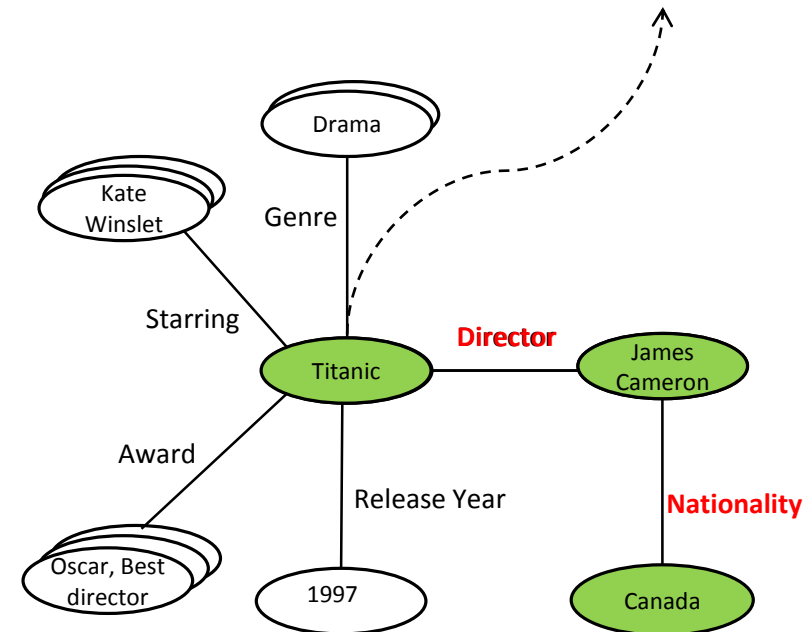 Drama
Kate
Winslet
Genre
Starring
Director
Titanic
James
Cameron
Award
Release Year
Nationality
Oscar, Best
director
1997
Canada